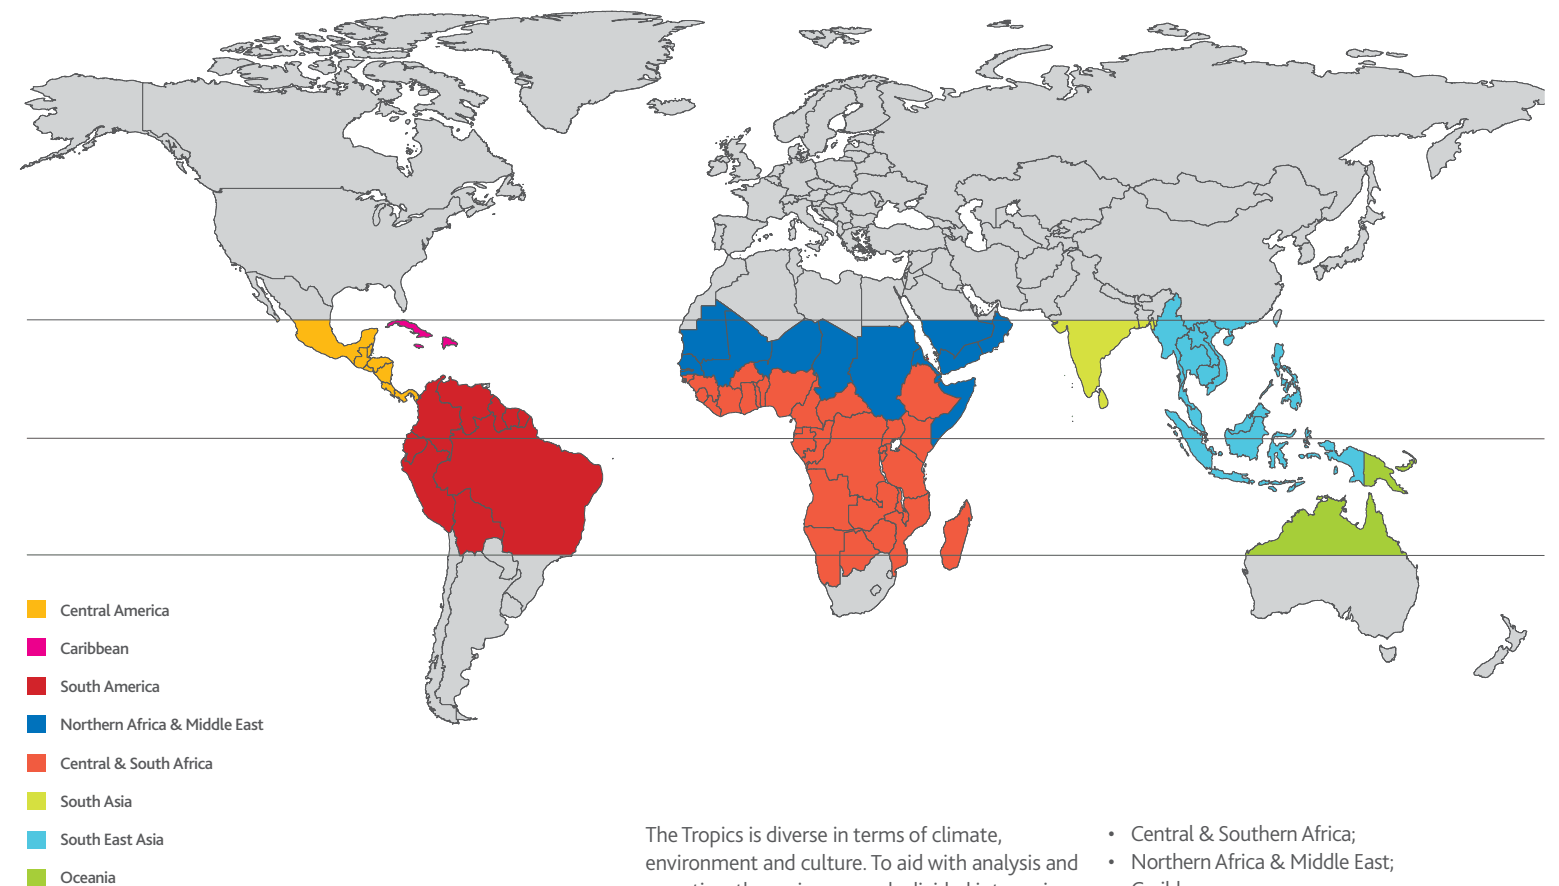 Central America
Caribbean
South America
Northern Africa & Middle East
Central & South Africa
South Asia
South East Asia
Oceania
The Tropics is diverse in terms of climate,
environment and culture. To aid with analysis and
• Central & Southern Africa;
• Northern Africa & Middle East;